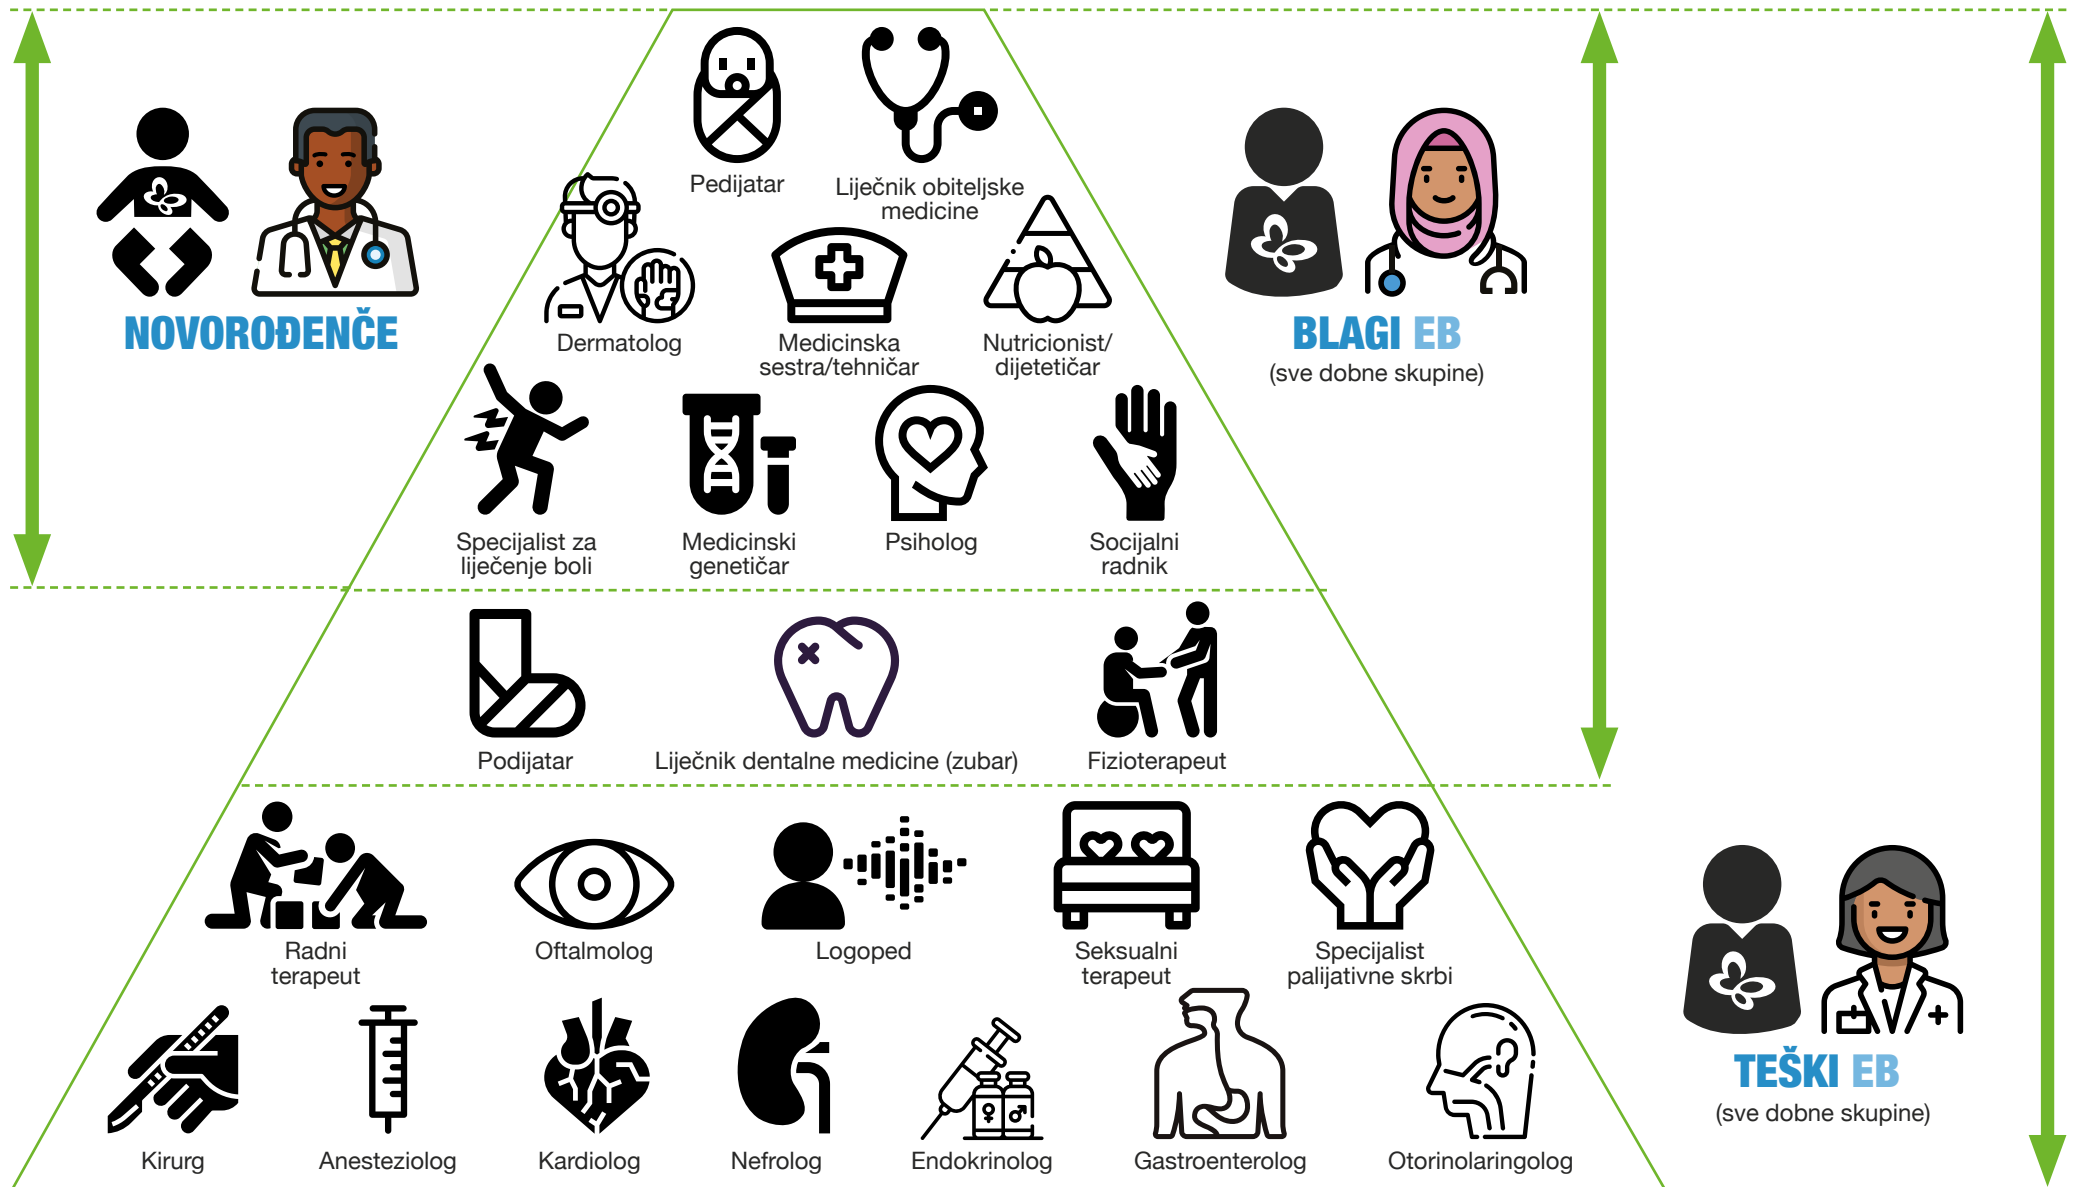 Pedijatar
Liječnik obiteljske
medicine
NOVOROĐENČE
Dermatolog
Medicinska
sestra/tehničar
Nutricionist/
dijetetičar
BLAGI EB
(sve dobne skupine)
Specijalist za
liječenje boli
Medicinski
genetičar
Psiholog
Socijalni
radnik
Podijatar
Liječnik dentalne medicine (zubar)
Fizioterapeut
Radni
terapeut
Oftalmolog
Logoped
Seksualni
terapeut
Specijalist
palijativne skrbi
TEŠKI EB
(sve dobne skupine)
Kirurg
Anesteziolog
Kardiolog
Nefrolog
Endokrinolog
Gastroenterolog
Otorinolaringolog